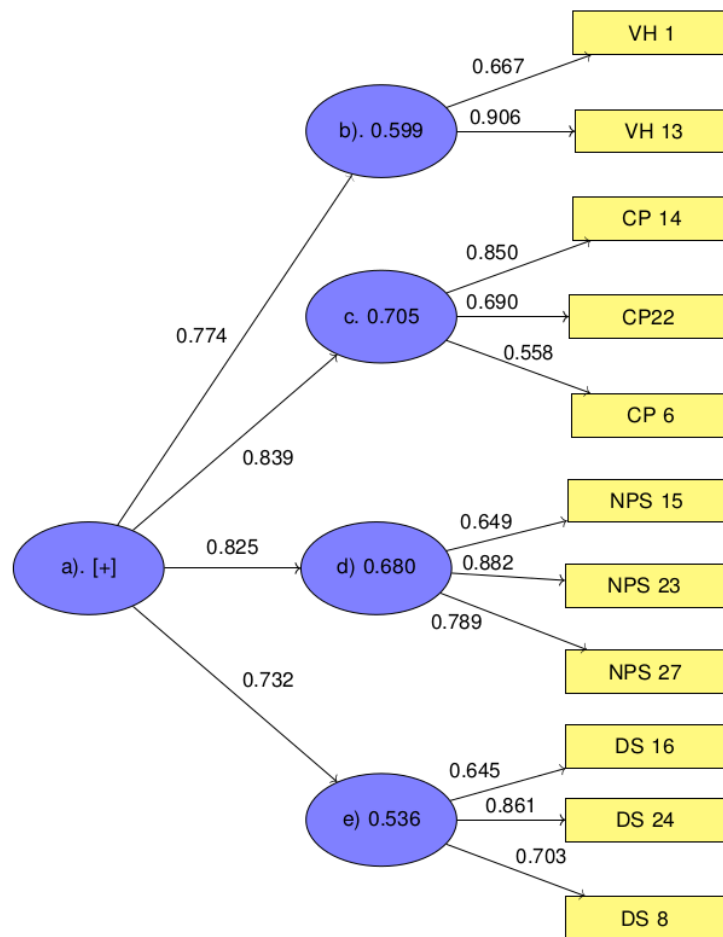 VH 1
0.667
b). 0.599
0.906
VH 13
CP 14
0.850
0.690
c. 0.705
CP22
0.774
0.558
CP 6
0.839
NPS 15
0.649
0.825
0.882
a). [+]
d) 0.680
NPS 23
0.789
NPS 27
0.732
DS 16
0.645
0.861
e) 0.536
DS 24
0.703
DS 8